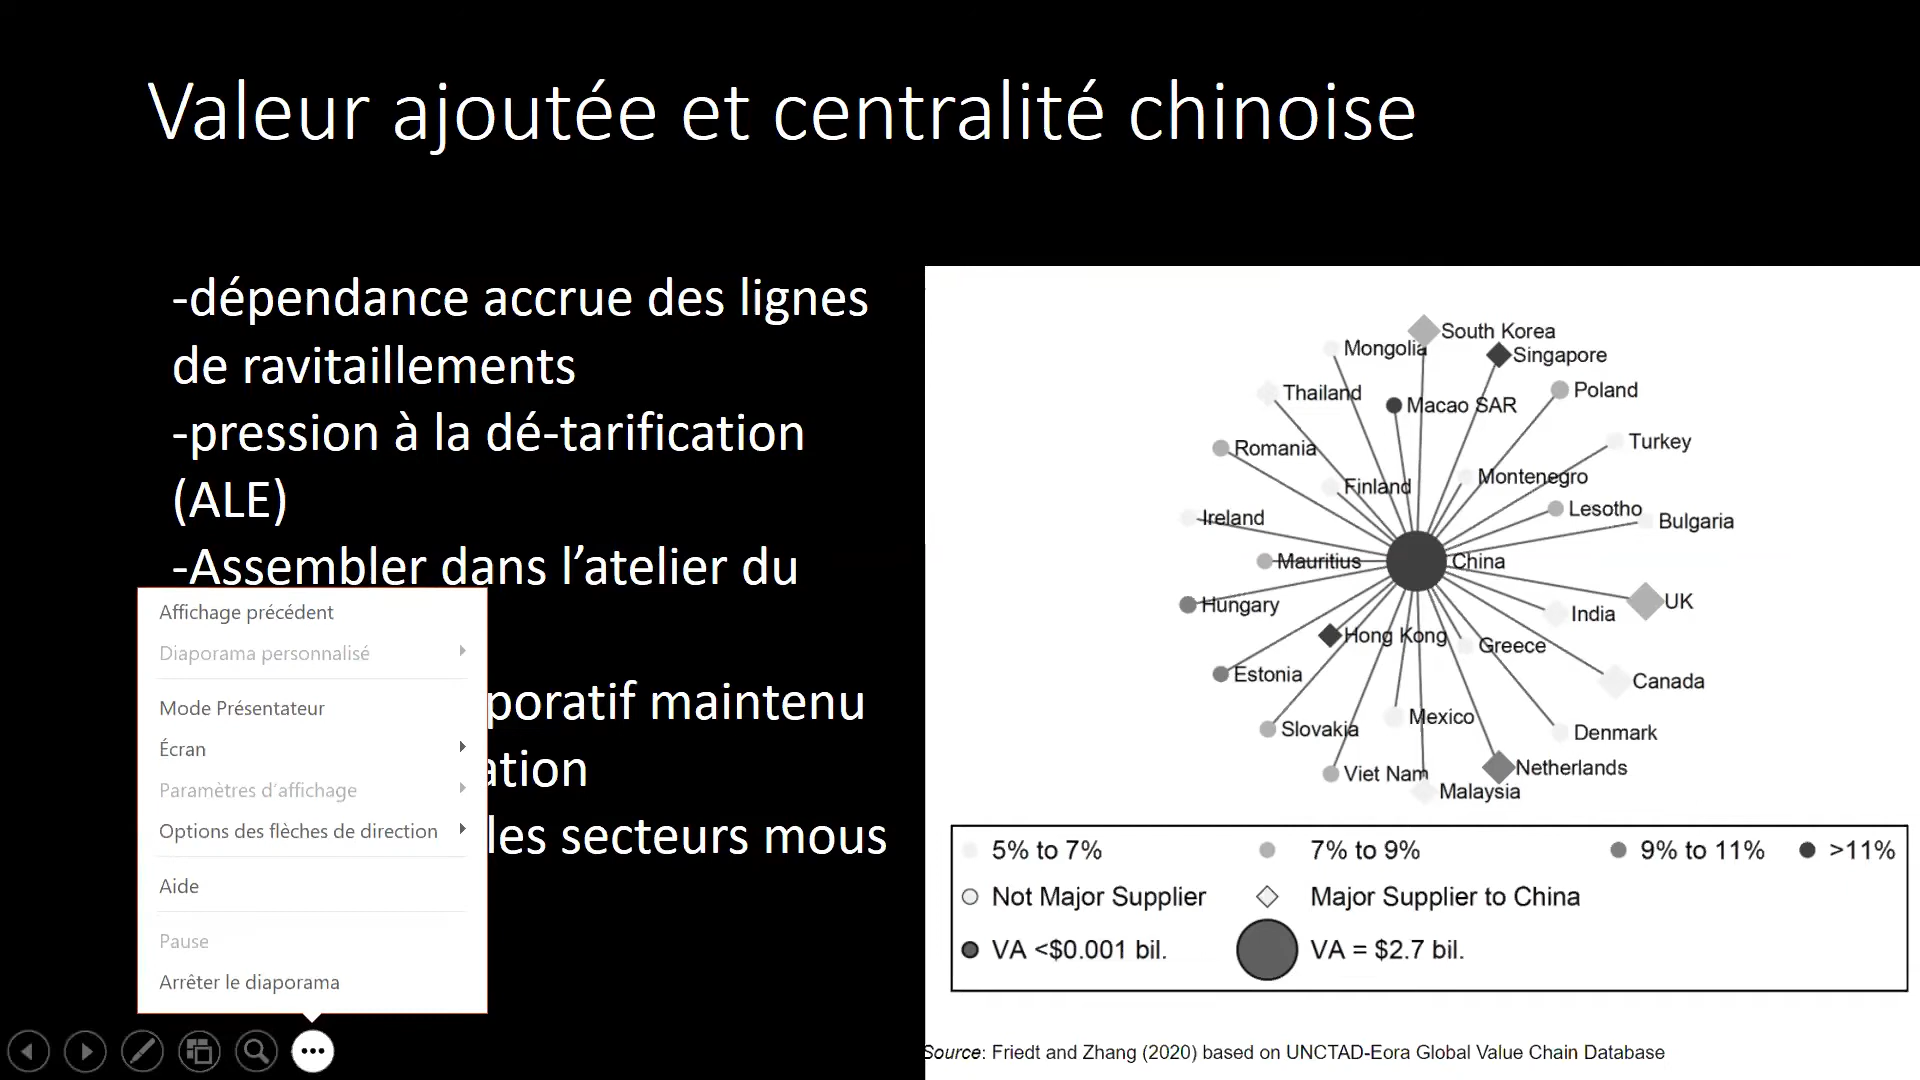 Valeur ajoutée et centralité chinoise
-dépendance accrue des lignes
de ravitaillements
-pression à la dé-tarification
(ALE)
-Assembler dans l’atelier du
maintenu
les secteurs mous
Affichage précédent
Diaporama personnalisé
Mode Présentateur
Écran
Paramètres d’affichage
Options des flèches de direction
Aide
Pause
Arrêter le diaporama
South Korea
Mongolia
Singapore
Thailand
Poland
Macao SAR
Turkey
Romania
Montenegro
Finland
Lesotho
Ireland
Bulgaria
Mauritius
China
Hungary
UK
India
Hong Kong
Greece
Estonia
Canada
Mexico
Slovakia
Denmark
Netherlands
Viet Nam
Malaysia
5% to 7% 7% to 9% 9% to 11% >11%
Not Major Supplier Major Supplier to China
VA <$0.001 bil. VA = $2.7 bil.
Source: Friedt and Zhang (2020) based on UNCTAD-Eora Global Value Chain Database